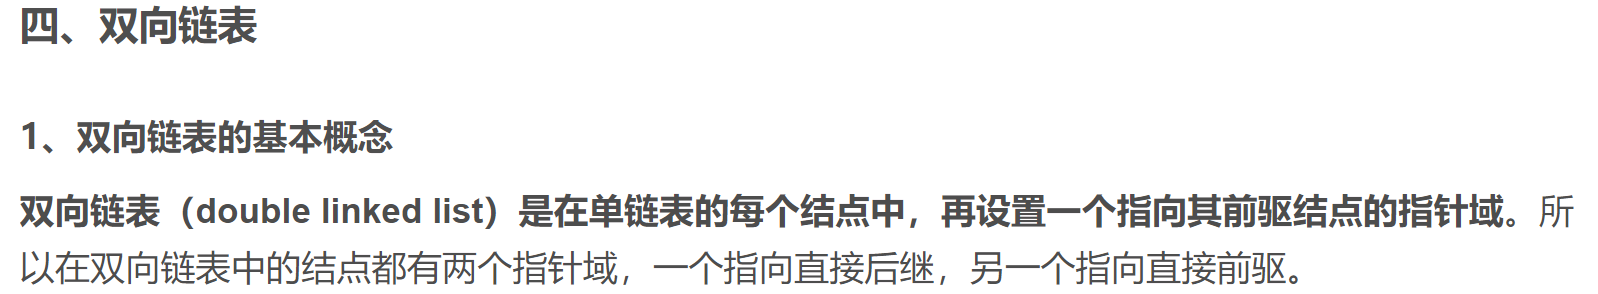 四、双向链表
1、双向链表的基本概念
双向链表（double linked list）是在单链表的每个结点中，再设置一个指向其前驱结点的指针域。所
以在双向链表中的结点都有两个指针域，一个指向直接后继，另一个指向直接前驱。